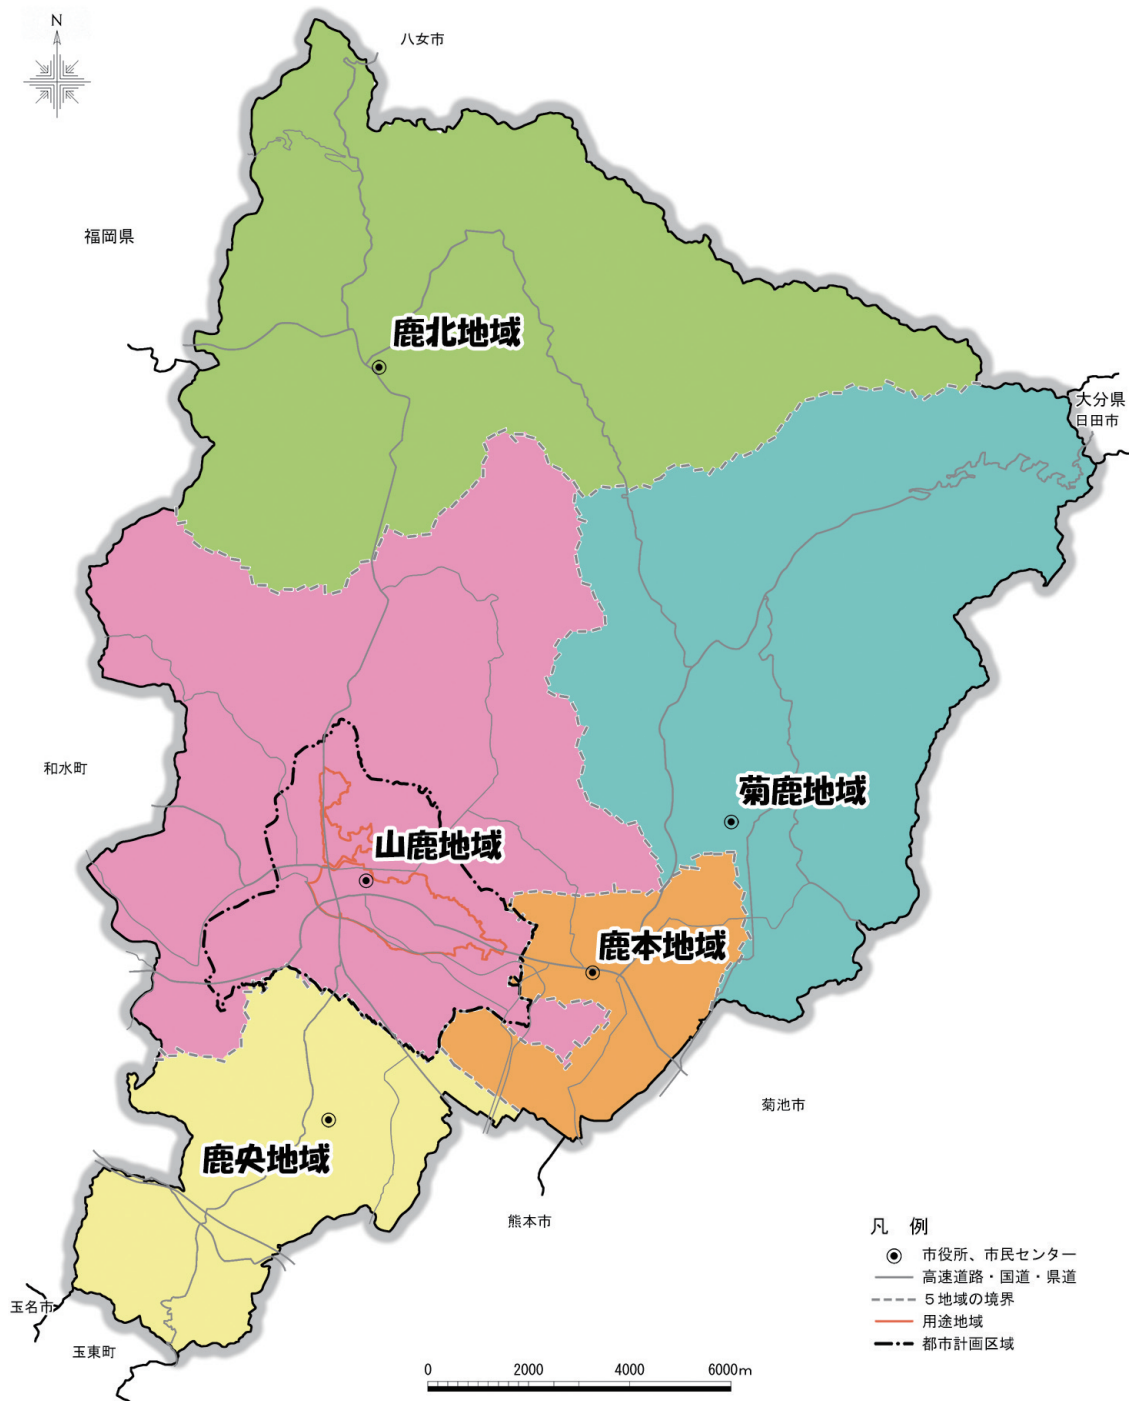 N
八女市
福岡県
鹿北地域
大分県
日田市
和水町
菊鹿地域
山鹿地域
鹿本地域
菊池市
鹿央地域
熊本市
玉名市
玉東町
凡 例
市役所、市民センター
高速道路・国道・県道
5地域の境界
用途地域
都市計画区域
0 2000 4000 6000m